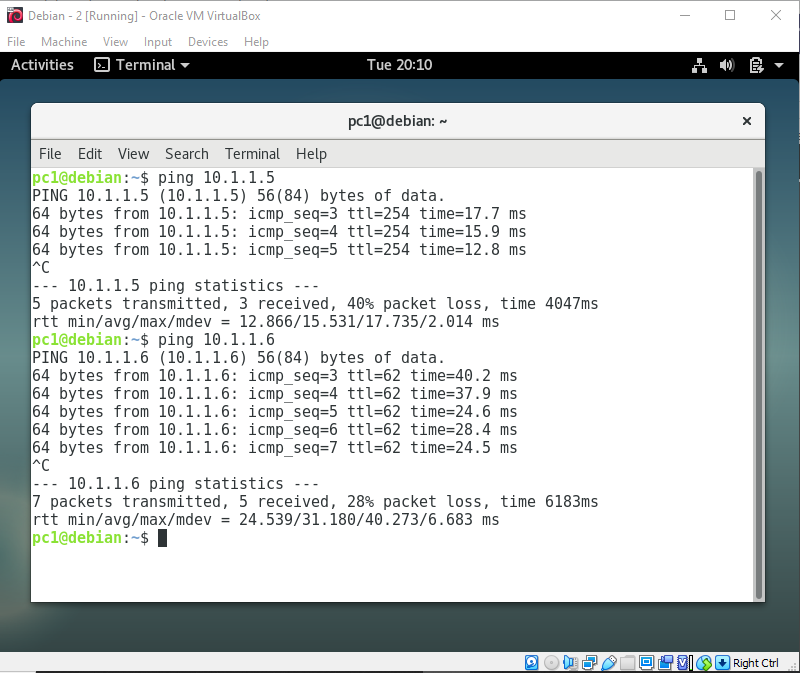 Debian - 2 [Running] - Oracle VM VirtualBox
File Machine View Input Devices Help
Activities Terminal Tue 20:10
pc1@debian: ~
File Edit View Search Terminal Help
pc1@debian:~$ ping 10.1.1.5
PING 10.1.1.5 (10.1.1.5) 56(84) bytes of data.
64 bytes from 10.1.1.5: icmp_seq=3 ttl=254 time=17.7 ms
64 bytes from 10.1.1.5: icmp_seq=4 ttl=254 time=15.9 ms
64 bytes from 10.1.1.5: icmp_seq=5 ttl=254 time=12.8 ms
^C
--- 10.1.1.5 ping statistics ---
5 packets transmitted, 3 received, 40% packet loss, time 4047ms
rtt min/avg/max/mdev = 12.866/15.531/17.735/2.014 ms
pc1@debian:~$ ping 10.1.1.6
PING 10.1.1.6 (10.1.1.6) 56(84) bytes of data.
64 bytes from 10.1.1.6: icmp_seq=3 ttl=62 time=40.2 ms
64 bytes from 10.1.1.6: icmp_seq=4 ttl=62 time=37.9 ms
64 bytes from 10.1.1.6: icmp_seq=5 ttl=62 time=24.6 ms
64 bytes from 10.1.1.6: icmp_seq=6 ttl=62 time=28.4 ms
64 bytes from 10.1.1.6: icmp_seq=7 ttl=62 time=24.5 ms
^C
--- 10.1.1.6 ping statistics ---
7 packets transmitted, 5 received, 28% packet loss, time 6183ms
rtt min/avg/max/mdev = 24.539/31.180/40.273/6.683 ms
pc1@debian:~$
Right Ctrl